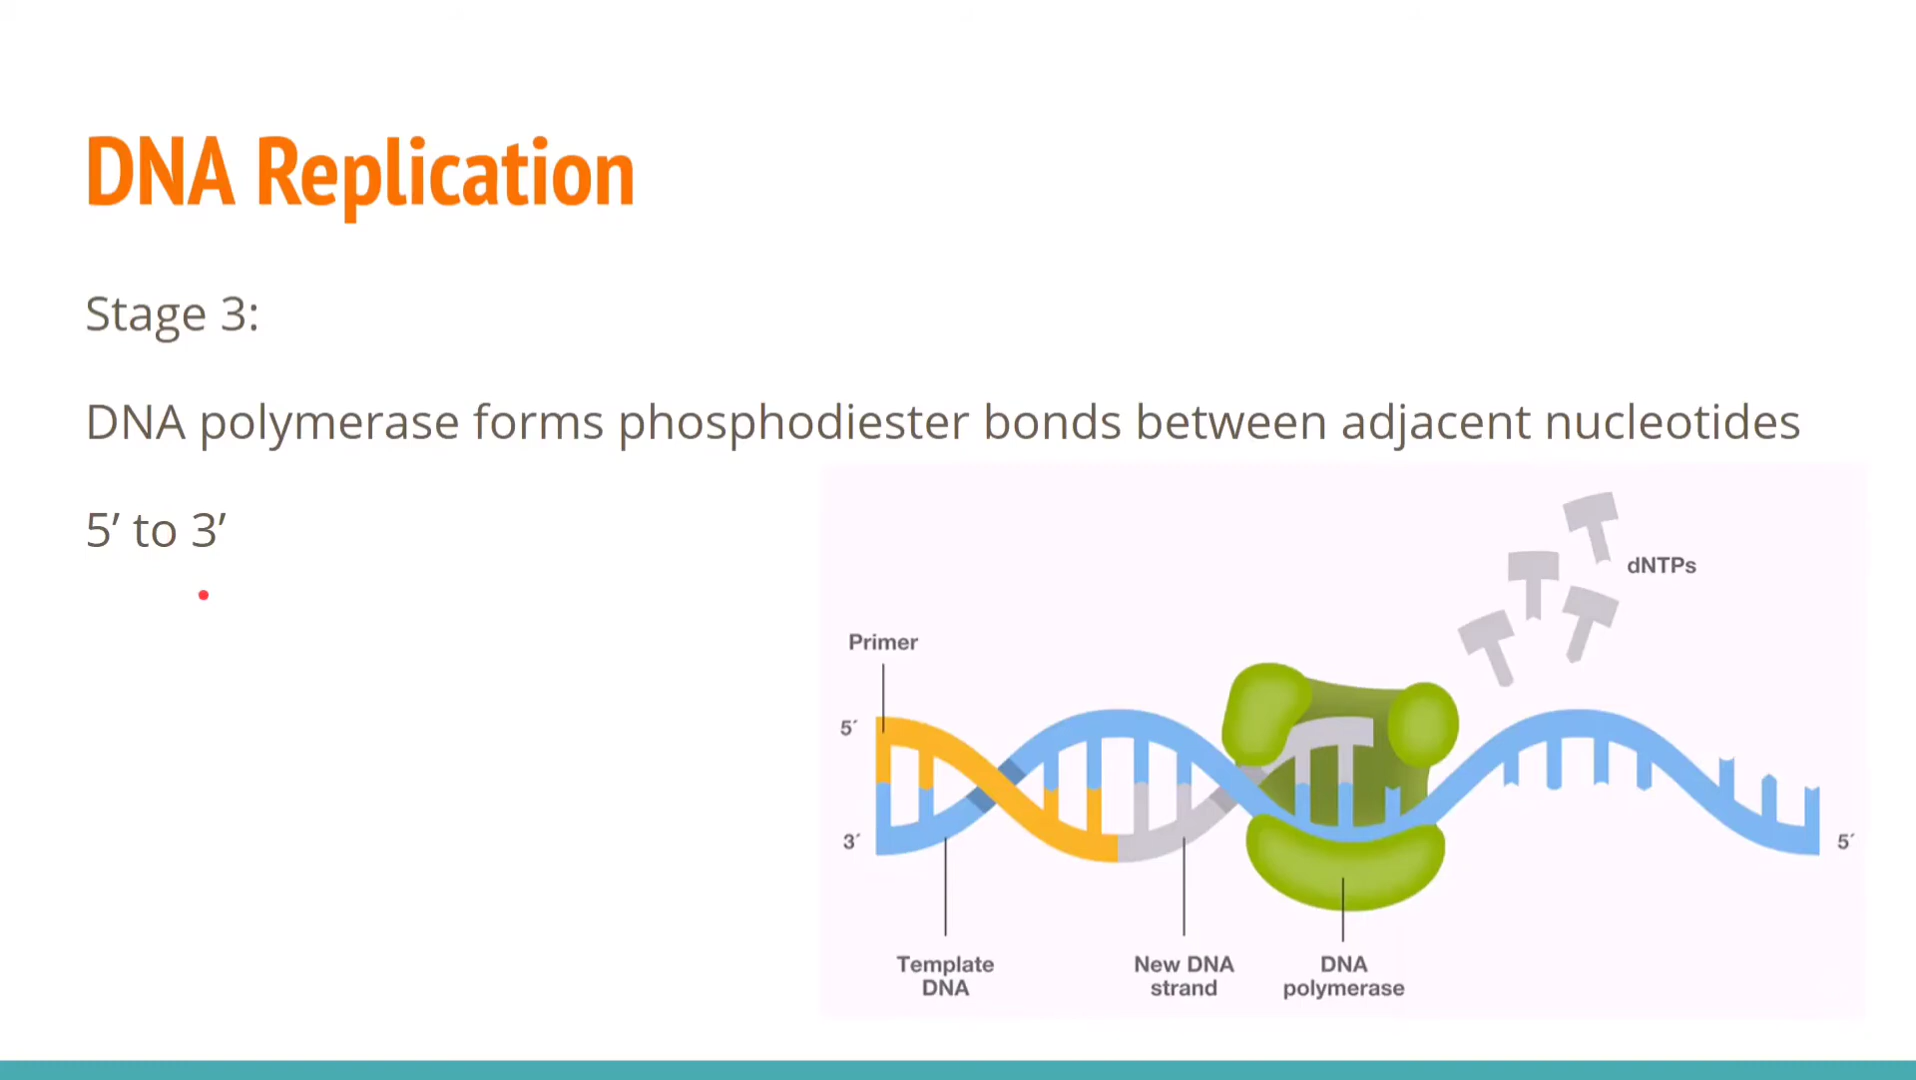 DNA Replication
Stage 3:
DNA polymerase forms phosphodiester bonds between adjacent nucleotides
5’ to 3’
dNTPs
Primer
5´
3´
5´
Template
DNA
New DNA
strand
DNA
polymerase